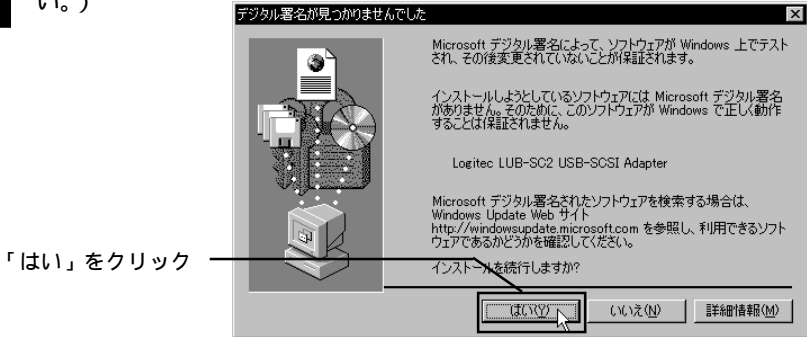 い。）
デジタル署名が見つかりませんでした
Microsoft デジタル署名によって、ソフトウェアが Windows 上でテスト
され、その後変更されていないことが保証されます。
インストールしようとしているソフトウェアには Microsoft デジタル署名
がありません。そのために、このソフトウェアが Windows で正しく動作
することは保証されません。
Logitec LUB-SC2 USB-SCSI Adapter
Microsoft デジタル署名されたソフトウェアを検索する場合は、
Windows Update Web サイト
http://windowsupdate.microsoft.com を参照し、利用できるソフト
ウェアであるかどうかを確認してください。
「はい」をクリック
インストールを続行しますか?
はい(Y) いいえ(N) 詳細情報(M)